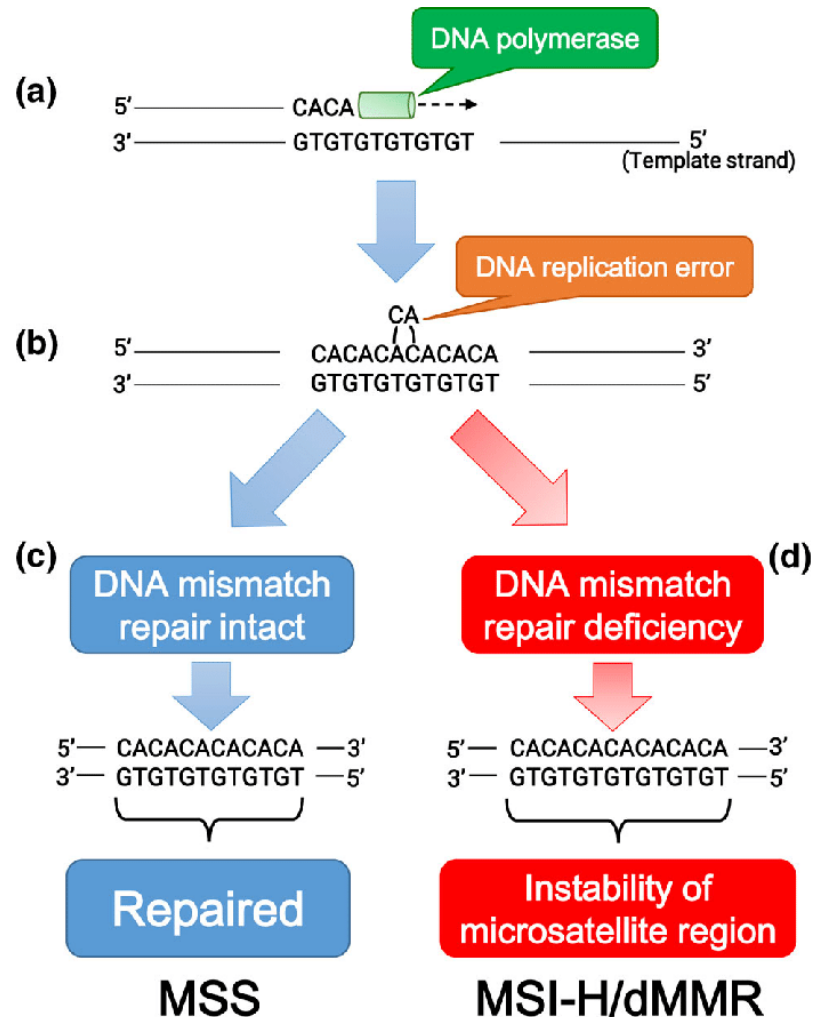 DNA polymerase
(a)
5’ CACA
3’ GTGTGTGTGTGT 5’
(Template strand)
DNA replication error
CA
(b)
5’ CACACACACACA 3’
3’ GTGTGTGTGTGT 5’
(c)
DNA mismatch
repair intact
5’ CACACACACACA 3’
3’ GTGTGTGTGTGT 5’
Repaired
MSS
(d)
DNA mismatch
repair deficiency
5’ CACACACACACACA 3’
3’ GTGTGTGTGTGTGT 5’
Instability of
microsatellite region
MSI-H/dMMR